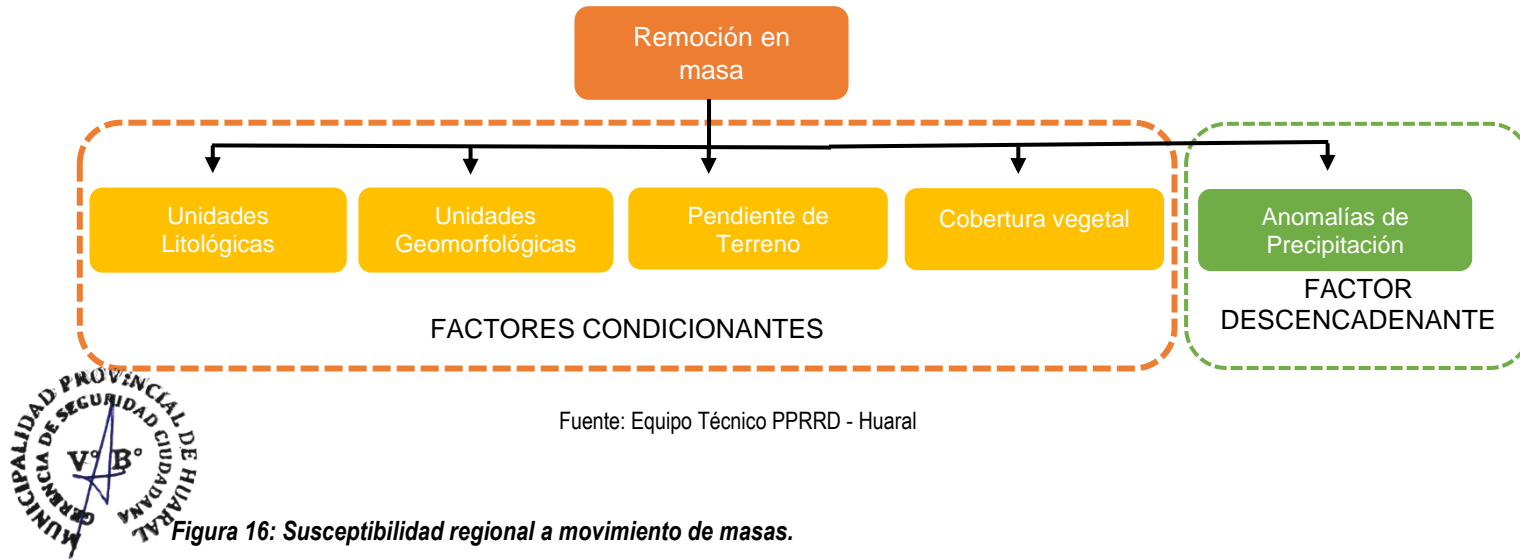 Remoción en
masa
Unidades
Litológicas
Unidades
Geomorfológicas
Pendiente de
Terreno
Cobertura vegetal
Anomalías de
Precipitación
FACTORES CONDICIONANTES
FACTOR
DESCENCADENANTE
MUNICIPALIDAD PROVINCIAL DE HUARAL
GERENCIA DE SEGURIDAD CIUDADANA
V° B°
Fuente: Equipo Técnico PPRRD - Huaral
Figura 16: Susceptibilidad regional a movimiento de masas.